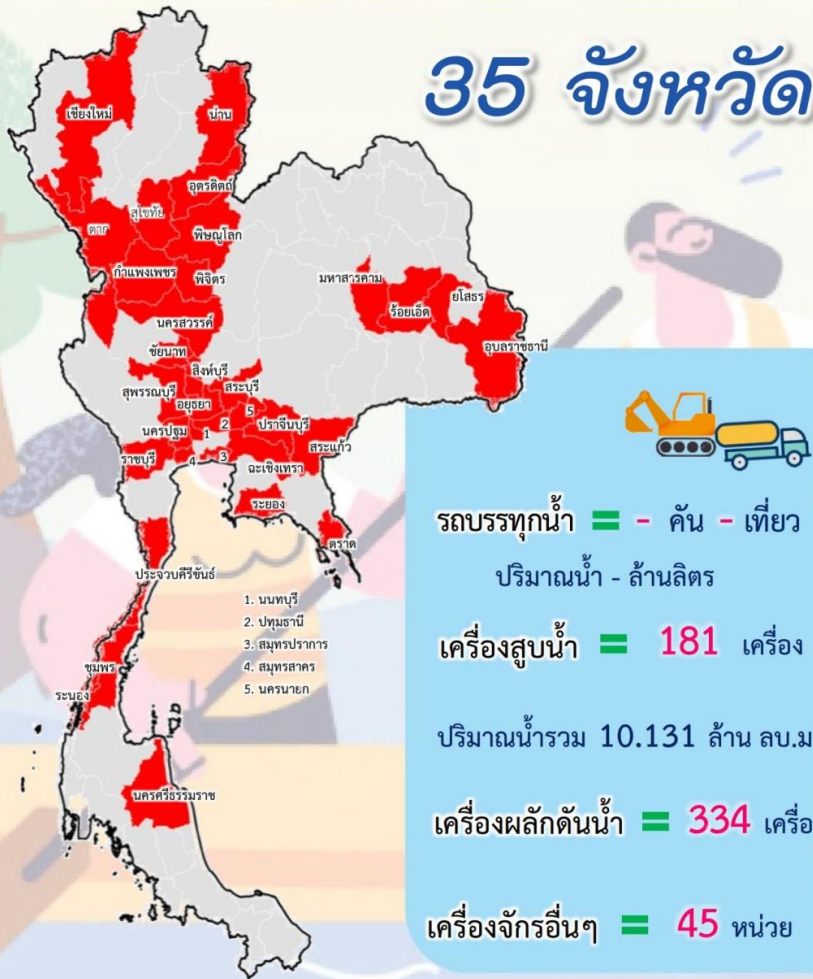 35 จังหวัด
เชียงใหม่
น่าน
อุตรดิตถ์
สุโขทัย
ตาก
พิษณุโลก
กำแพงเพชร
พิจิตร
มหาสารคาม
ร้อยเอ็ด
ยโสธร
นครสวรรค์
อุบลราชธานี
ชัยนาท
สิงห์บุรี
สุพรรณบุรี
สระบุรี
อยุธยา
5
ปราจีนบุรี
นครปฐม
1
2
สระแก้ว
ราชบุรี
4
3
ฉะเชิงเทรา
ระยอง
ตราด
ประจวบคีรีขันธ์
1. นนทบุรี
2. ปทุมธานี
3. สมุทรปราการ
4. สมุทรสาคร
5. นครนายก
ชุมพร
ระนอง
นครศรีธรรมราช
รถบรรทุกน้ำ = - คัน - เที่ยว
ปริมาณน้ำ - ล้านลิตร
เครื่องสูบน้ำ = 181 เครื่อง
ปริมาณน้ำรวม 10.131 ล้าน ลบ.ม
เครื่องผลักดันน้ำ = 334 เครื่อ
เครื่องจักรอื่นๆ = 45 หน่วย